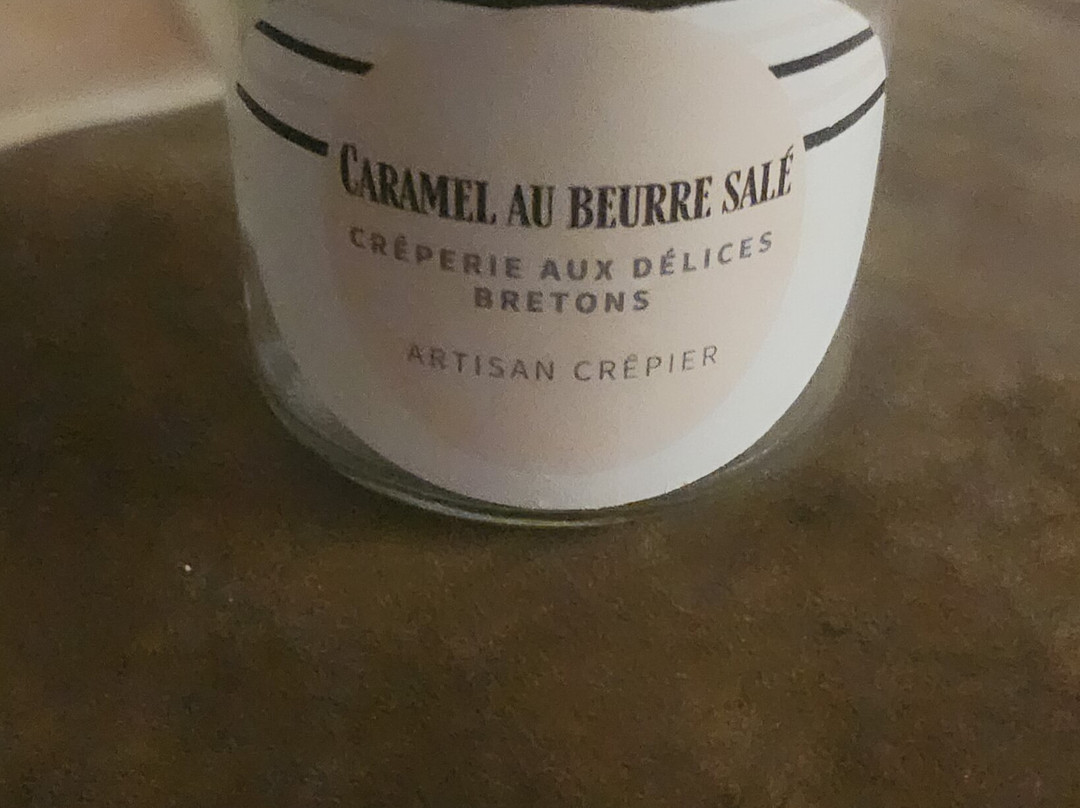 CARAMEL AU BEURRE SALÉ
CRÊPERIE AUX DÉLICES
BRETONS
ARTISAN CRÊPIER